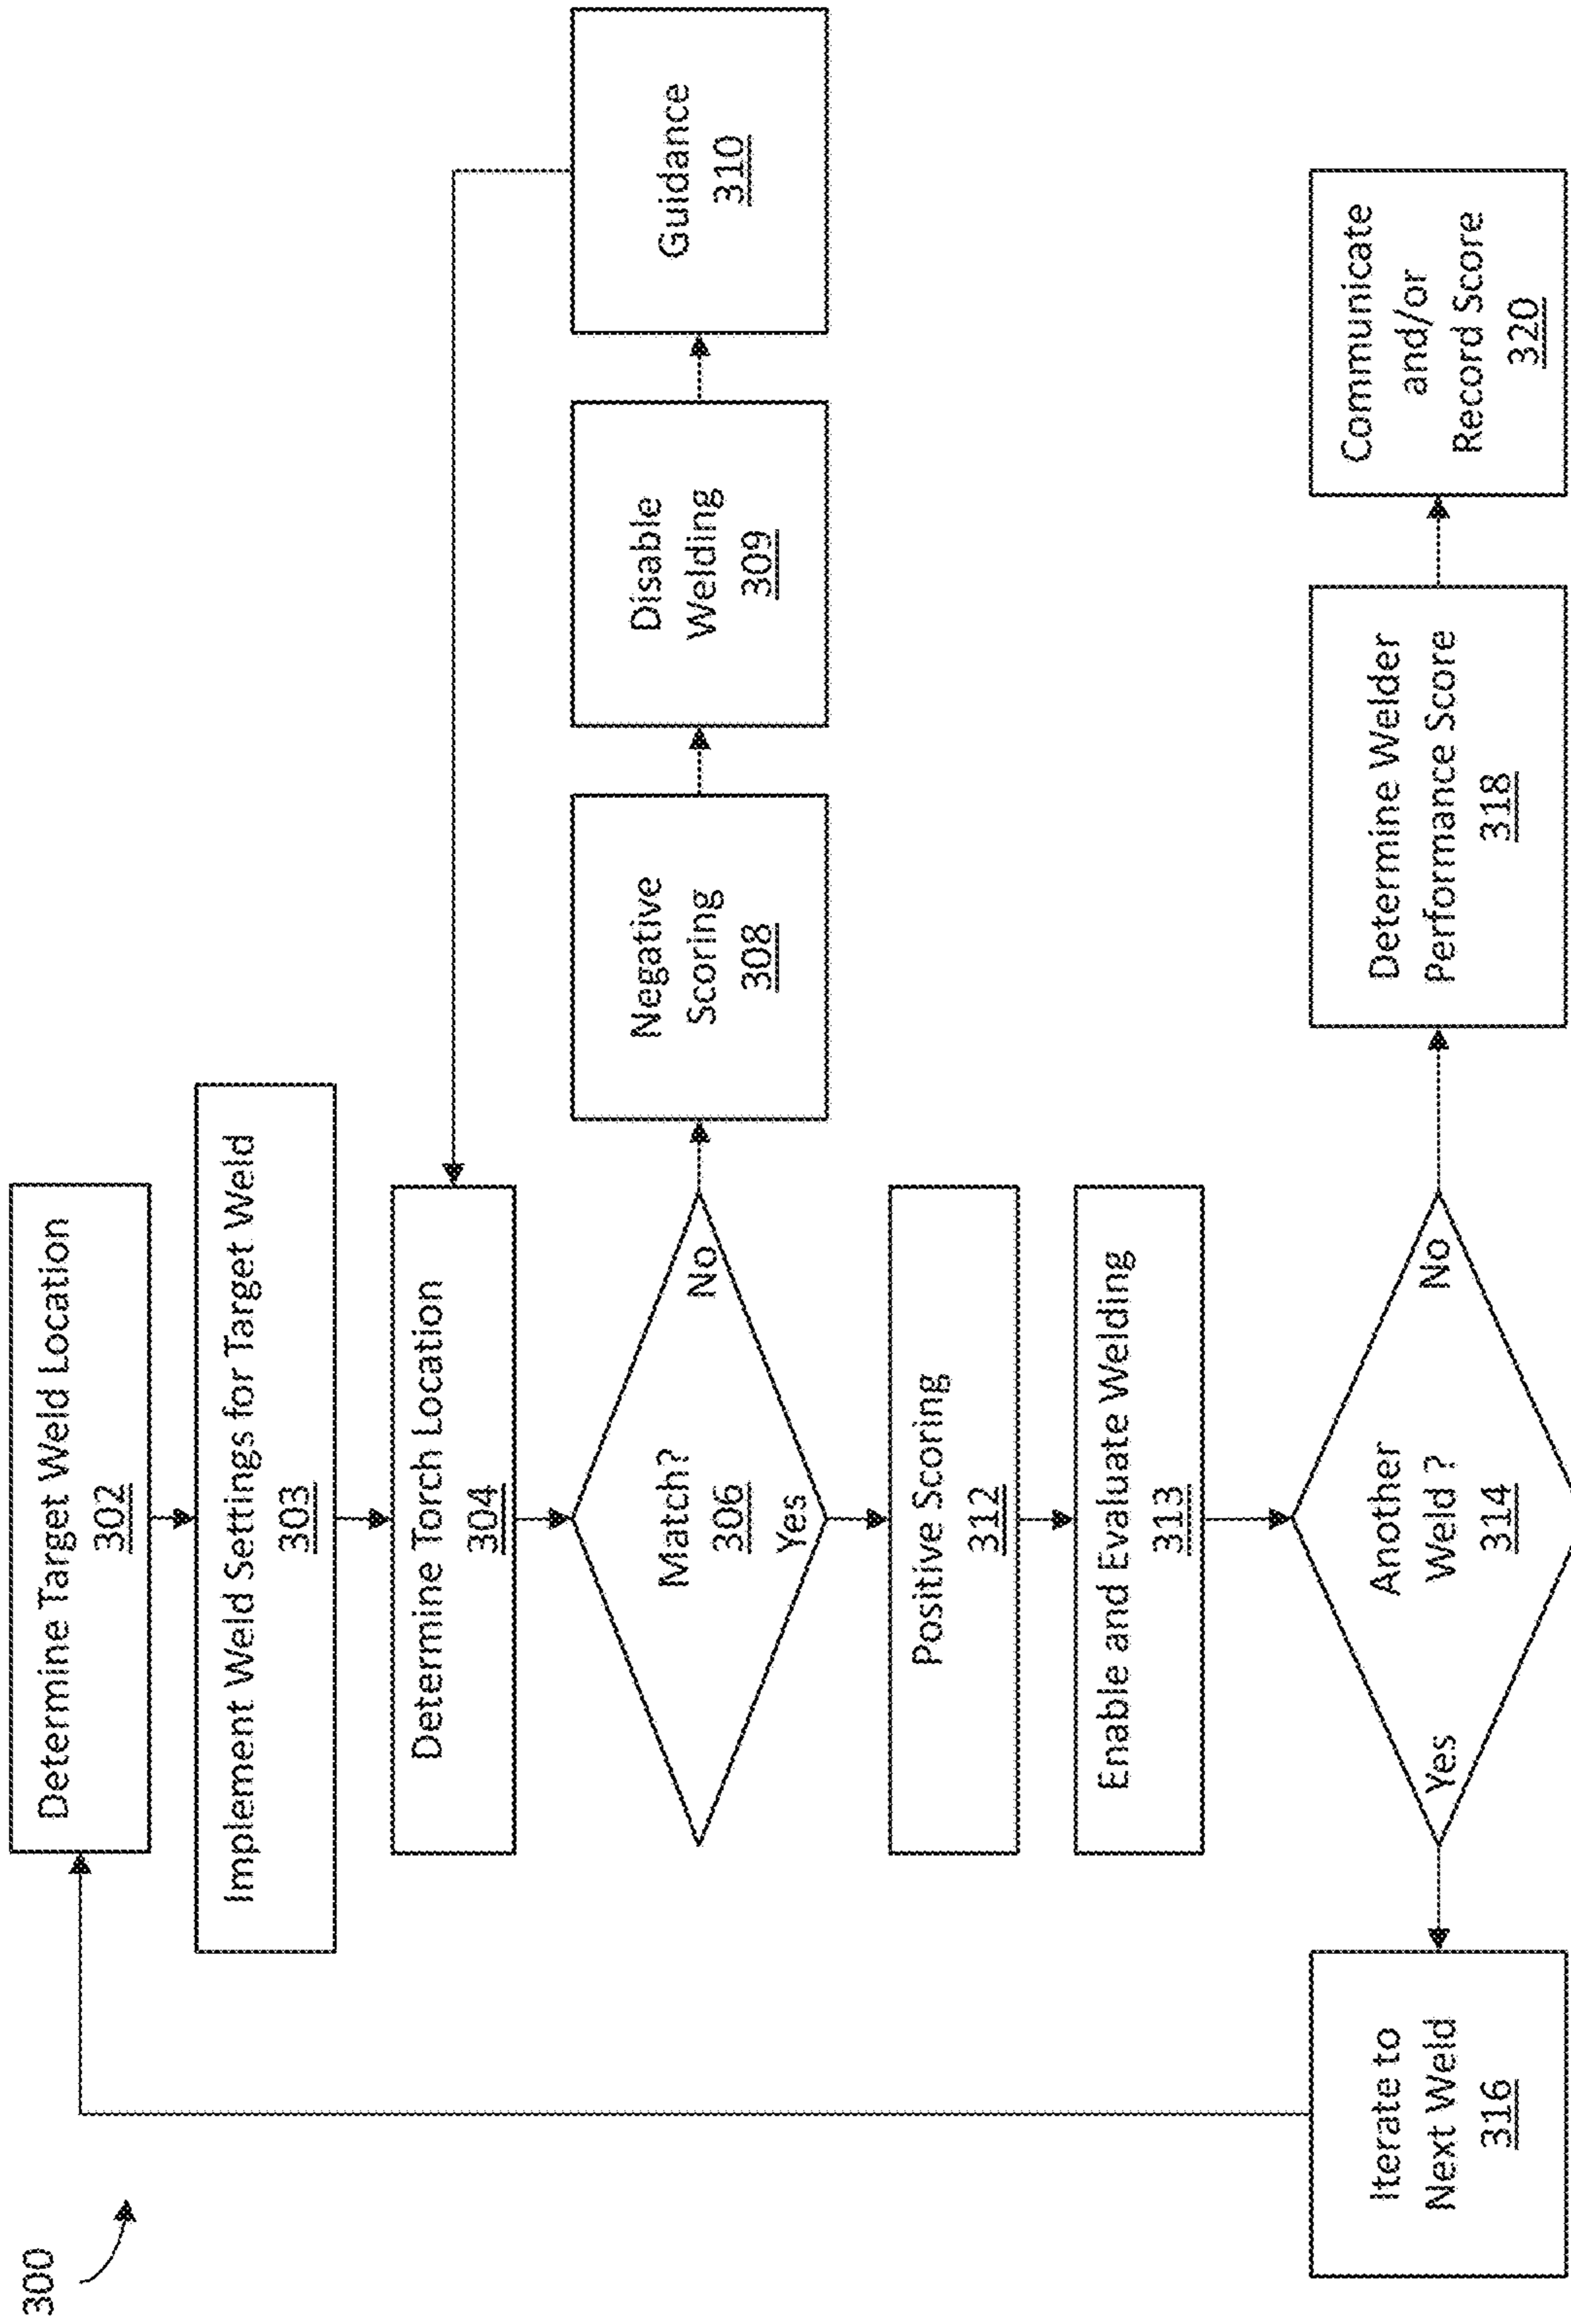 300
Determine Target Weld Location
302
Implement Weld Settings for Target Weld
303
Determine Torch Location
304
Match?
306
Yes
No
Negative
Scoring
308
Disable
Welding
309
Guidance
310
Positive Scoring
312
Enable and Evaluate Welding
313
Another
Weld ?
314
Yes
No
Iterate to
Next Weld
316
Determine Welder
Performance Score
318
Communicate
and/or
Record Score
320